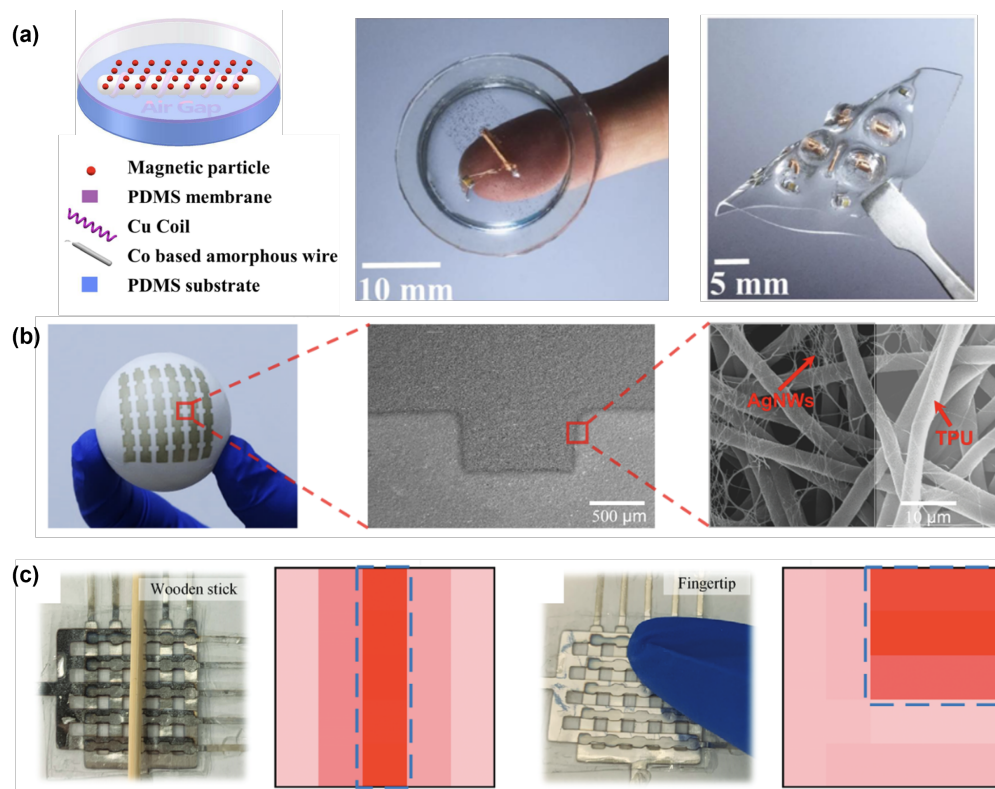 (a)
Air Gap
Magnetic particle
PDMS membrane
Cu Coil
Co based amorphous wire
PDMS substrate
10 mm
5 mm
(b)
500 μm
AgNWs
TPU
10 μm
(c)
Wooden stick
Fingertip